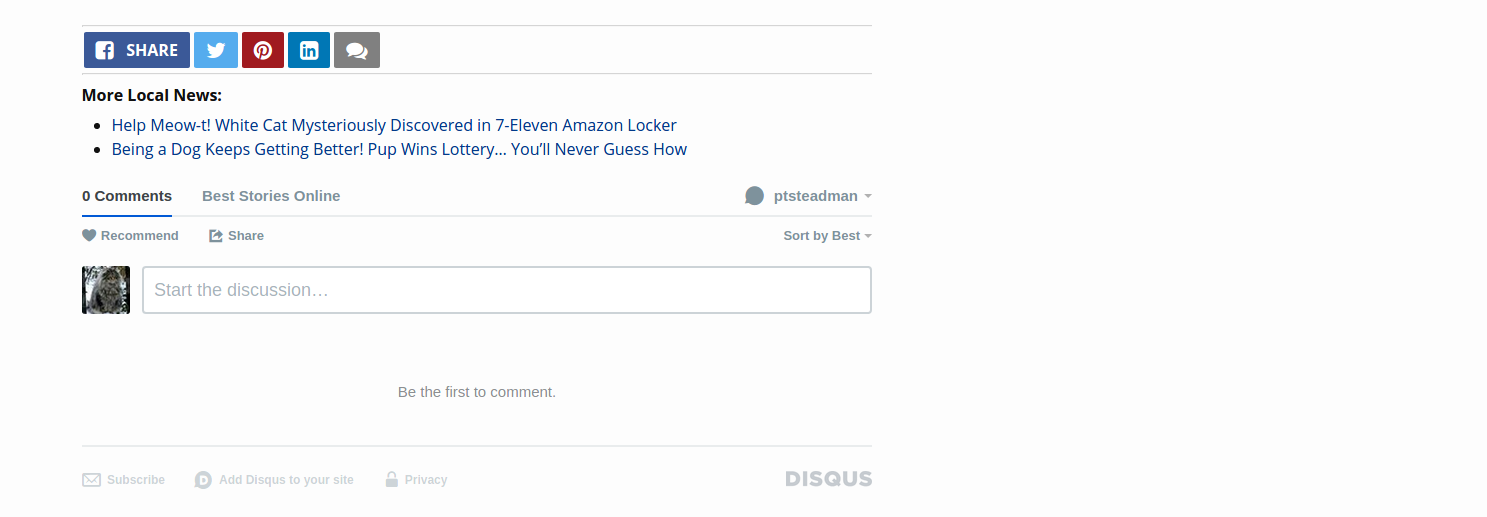 SHARE
More Local News:
Help Meow-t! White Cat Mysteriously Discovered in 7-Eleven Amazon Locker
Being a Dog Keeps Getting Better! Pup Wins Lottery... You’ll Never Guess How
0 Comments Best Stories Online ptsteadman
Recommend Share Sort by Best
Start the discussion…
Be the first to comment.
Subscribe Add Disqus to your site Privacy DISQUS